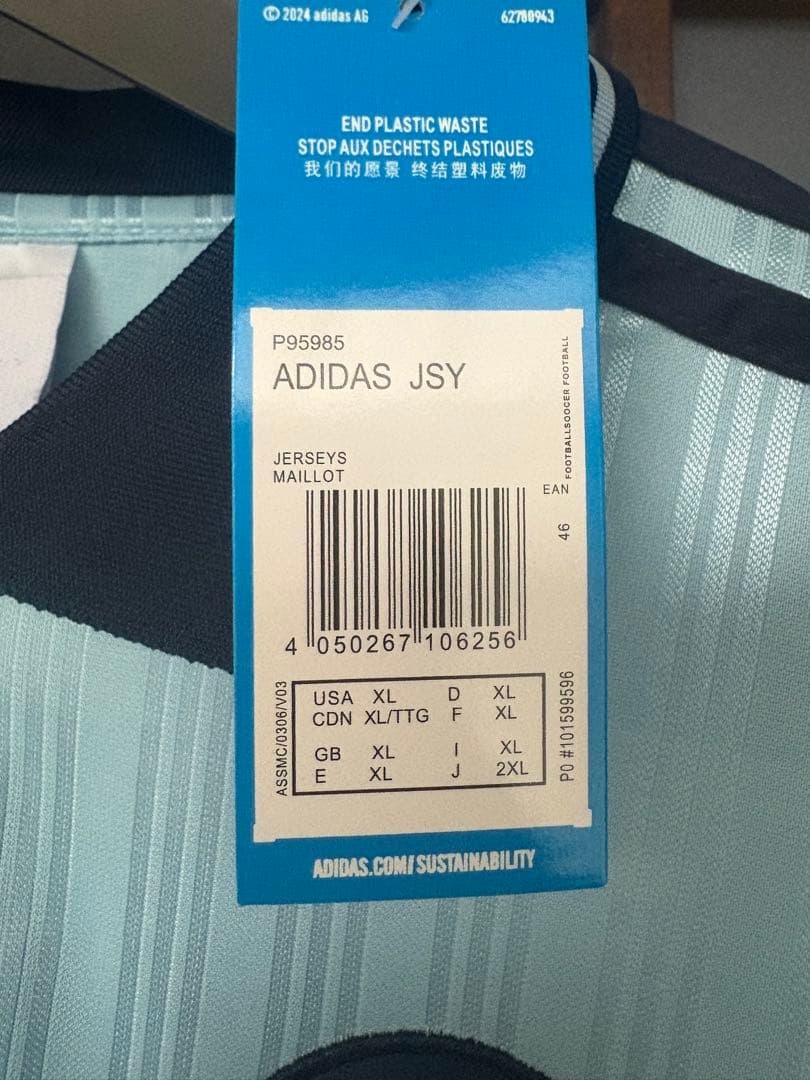 © 2024 adidas AG
62780943
END PLASTIC WASTE
STOP AUX DECHETS PLASTIQUES
我们的愿景 终结塑料废物
P95985
ADIDAS JSY
JERSEYS
MAILLOT
FOOTBALLSOOCER FOOTBALL
EAN
46
4 050267 106256
ASSMC/0306/V03
USA XL D XL
CDN XL/TTG F XL
GB XL I XL
E XL J 2XL
PO #101599596
ADIDAS.COM/SUSTAINABILITY